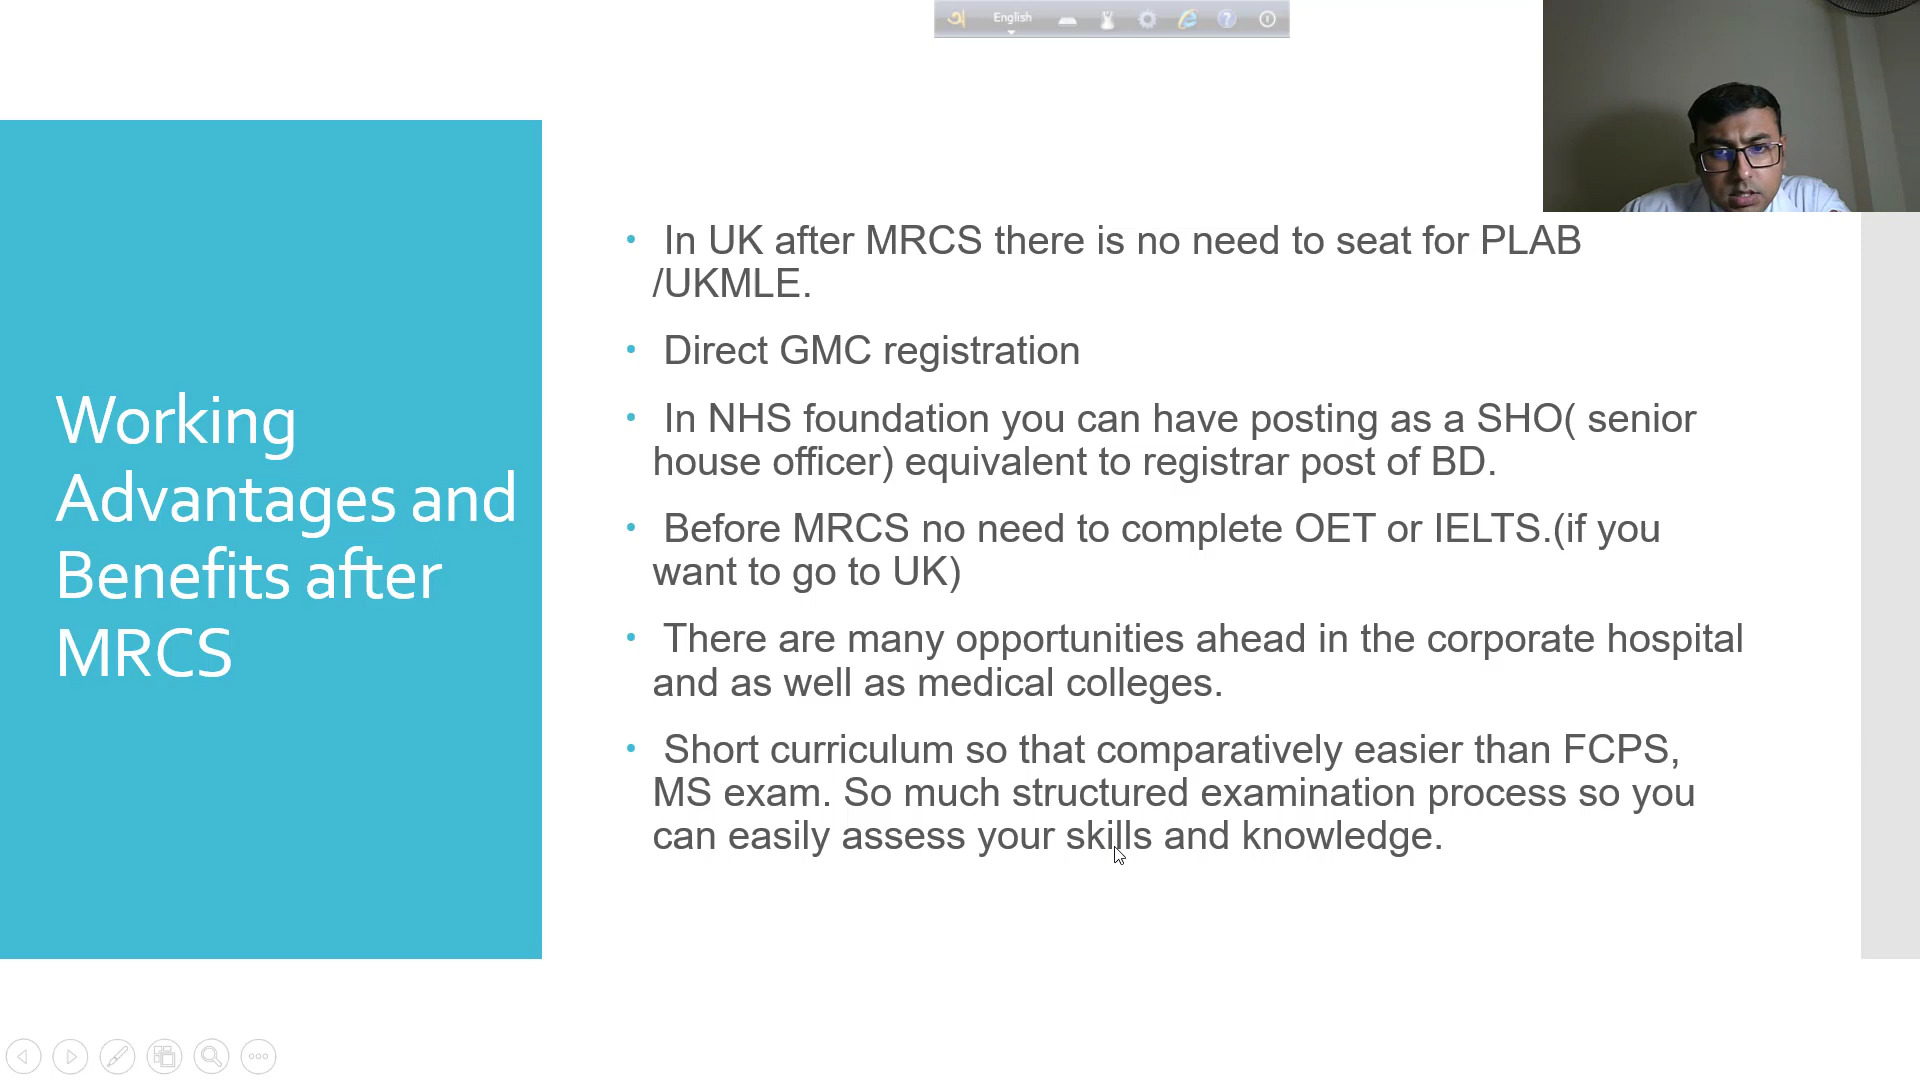 English
Working
Advantages and
Benefits after
MRCS
• In UK after MRCS there is no need to seat for PLAB
/UKMLE.
• Direct GMC registration
• In NHS foundation you can have posting as a SHO( senior
house officer) equivalent to registrar post of BD.
• Before MRCS no need to complete OET or IELTS.(if you
want to go to UK)
• There are many opportunities ahead in the corporate hospital
and as well as medical colleges.
• Short curriculum so that comparatively easier than FCPS,
MS exam. So much structured examination process so you
can easily assess your skills and knowledge.